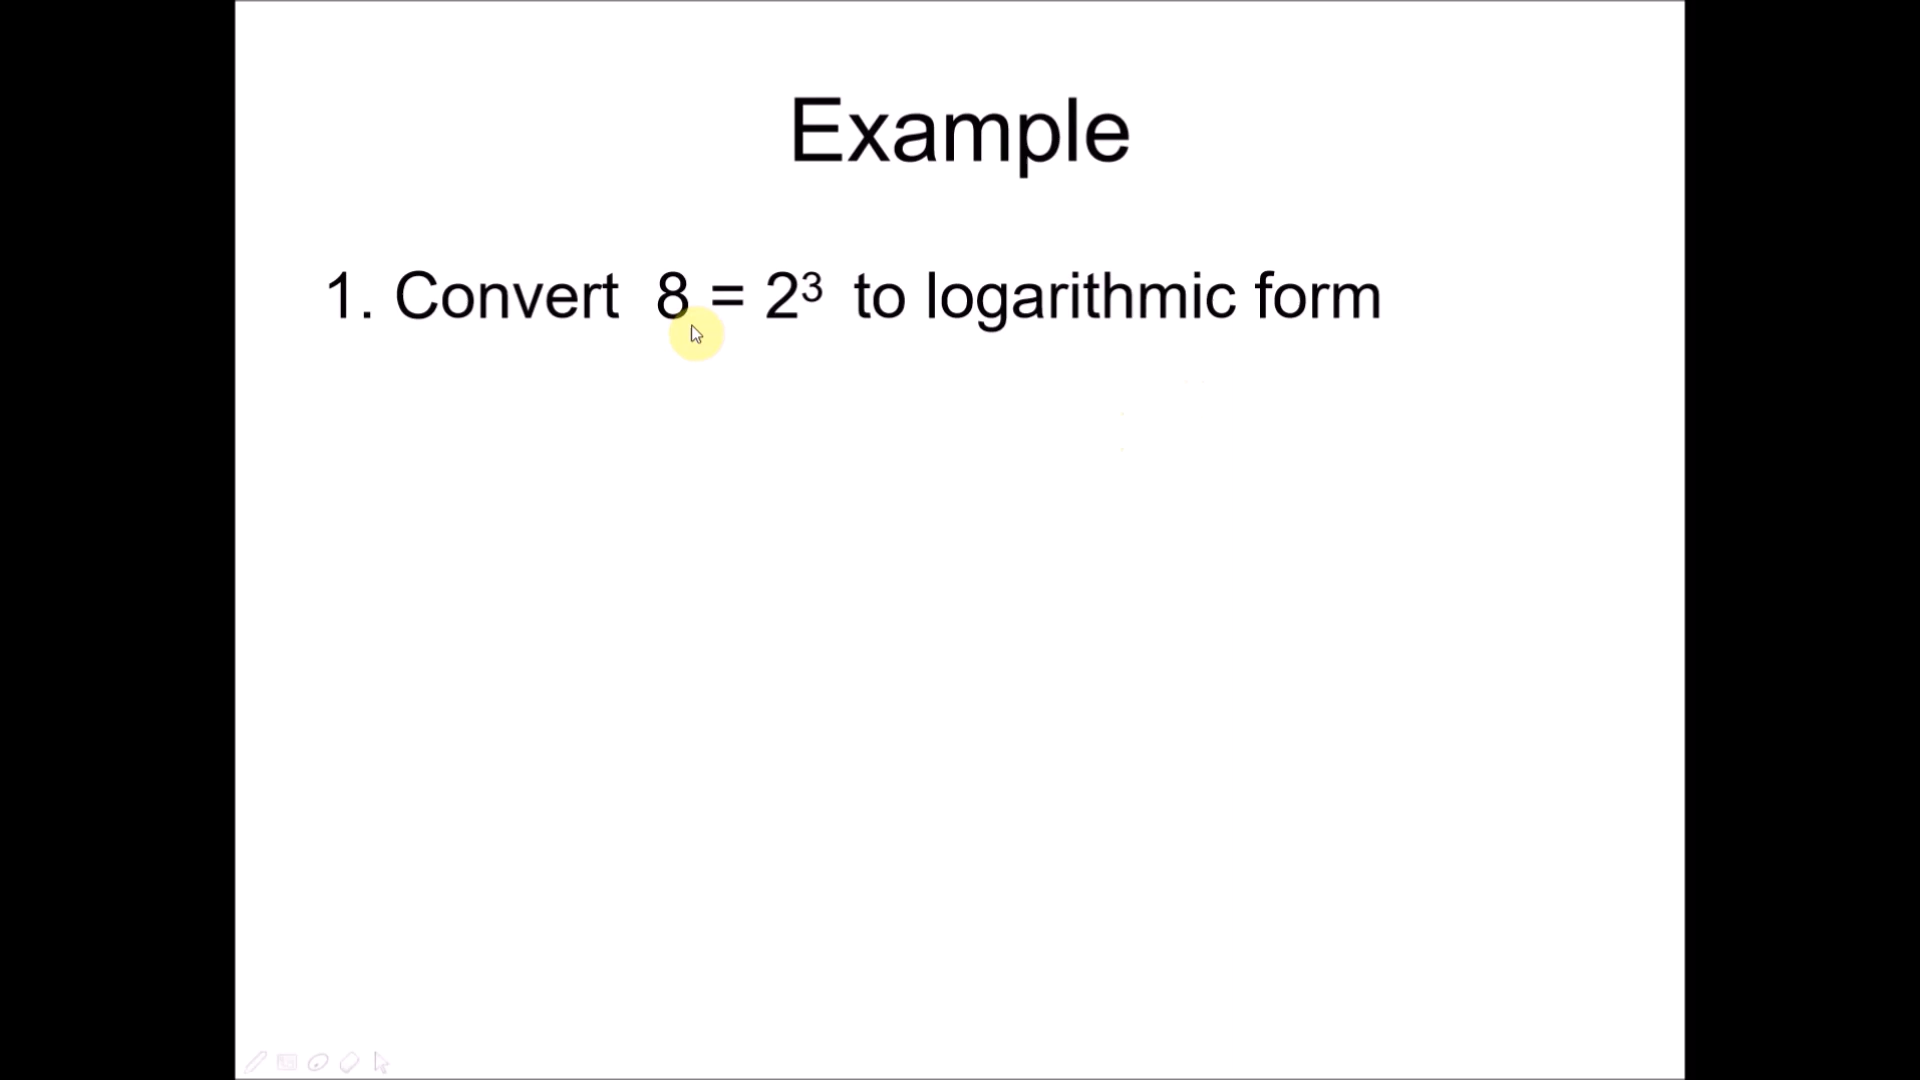 Example
1. Convert 8 = 2³ to logarithmic form